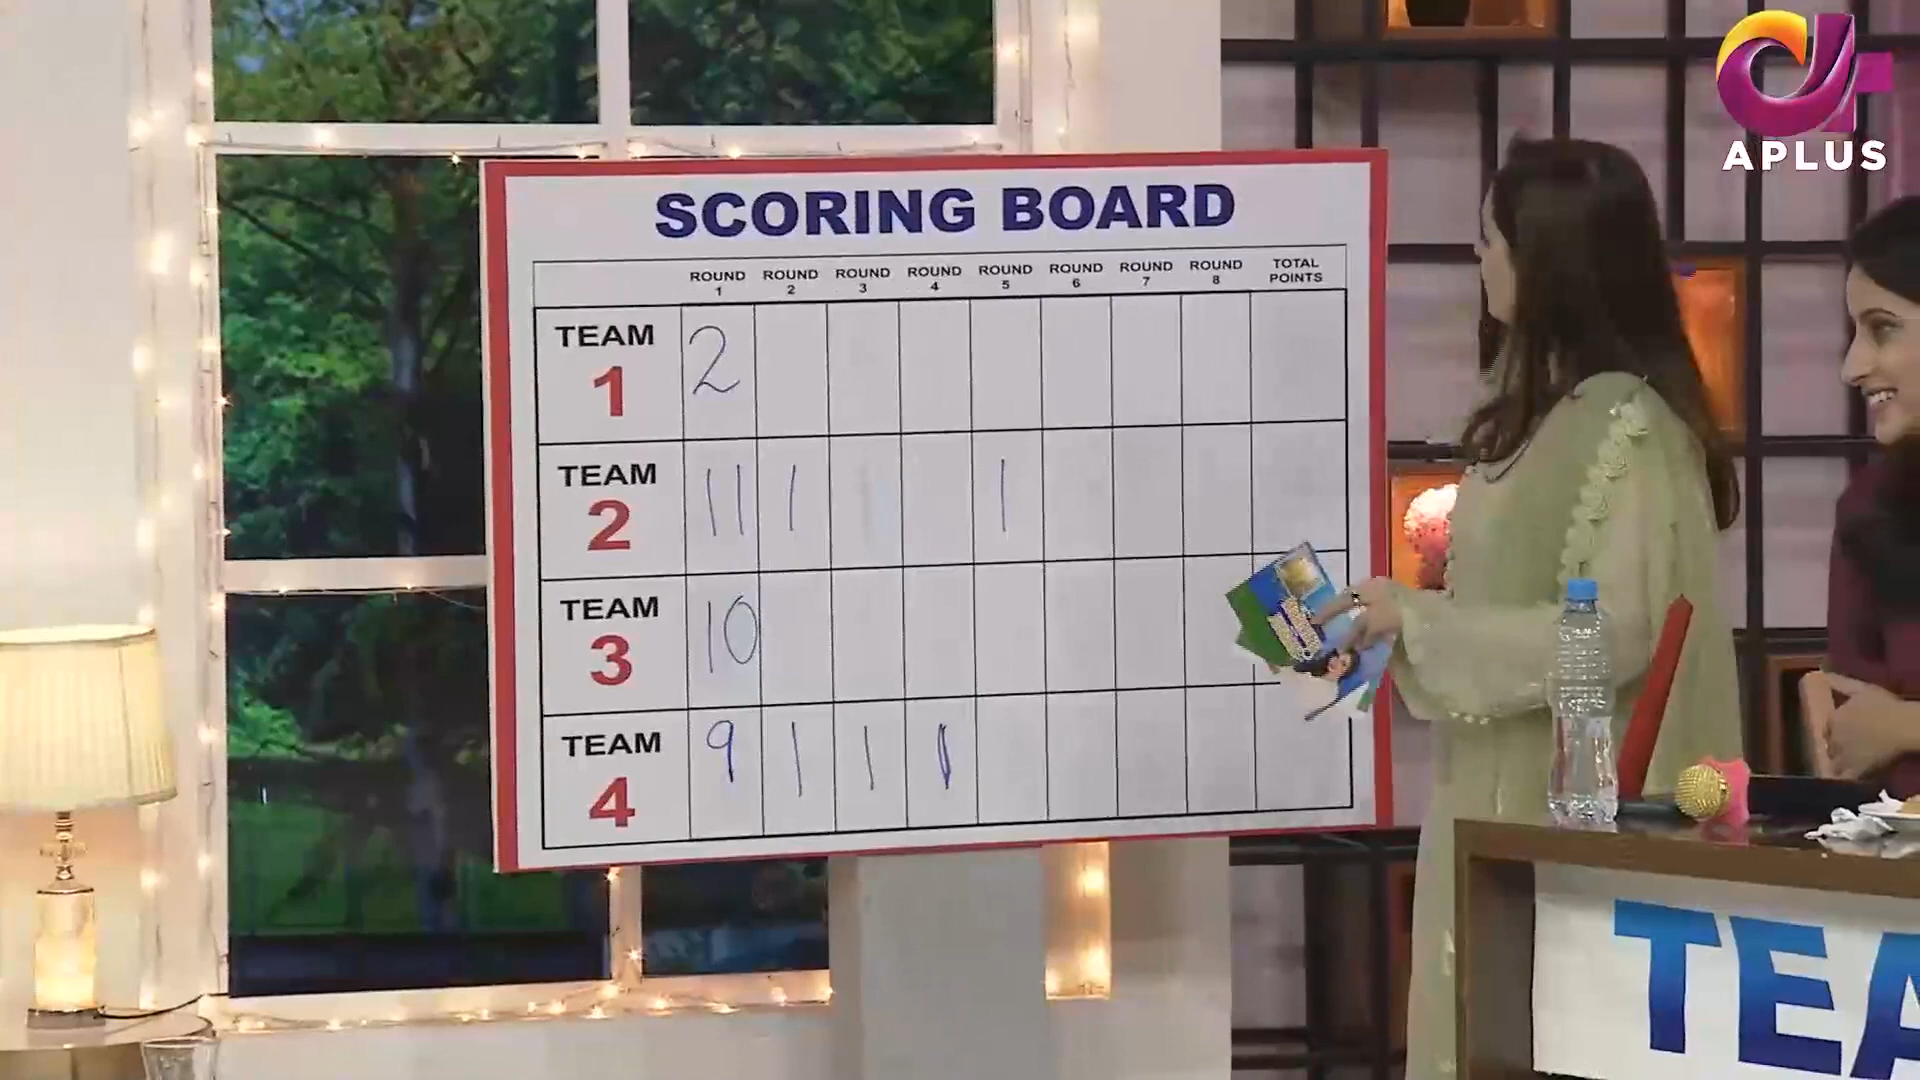 APLUS
SCORING BOARD
ROUND 1 ROUND 2 ROUND 3 ROUND 4 ROUND 5 ROUND 6 ROUND 7 ROUND 8 TOTAL POINTS
TEAM 1 2
TEAM 2 11 1 1
TEAM 3 10
TEAM 4 9 1 1 1
TEA